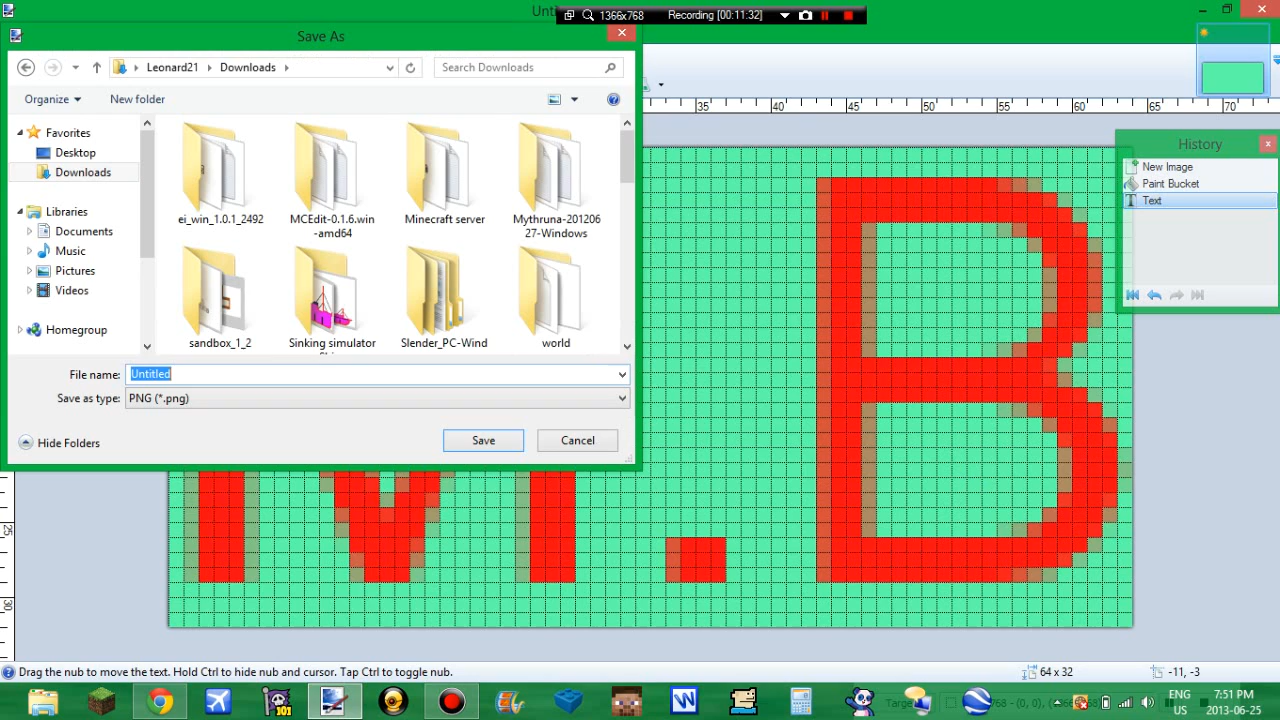 Unti
1366x768 Recording [00:11:32]
Save As
Leonard21 Downloads
Search Downloads
Organize New folder
Favorites
Desktop
Downloads
Libraries
Documents
Music
Pictures
Videos
Homegroup
ei_win_1.0.1_2492
MCEdit-0.1.6.win
-amd64
Minecraft server
Mythruna-201206
27-Windows
sandbox_1_2
Sinking simulator
Slender_PC-Wind
world
File name: Untitled
Save as type: PNG (*.png)
Hide Folders
Save Cancel
35 40 45 50 55 60 65 70
History
New Image
Paint Bucket
Text
M.B
25
30
Drag the nub to move the text. Hold Ctrl to hide nub and cursor. Tap Ctrl to toggle nub.
64 x 32
-11, -3
101
W
ENG
US
7:51 PM
2013-06-25